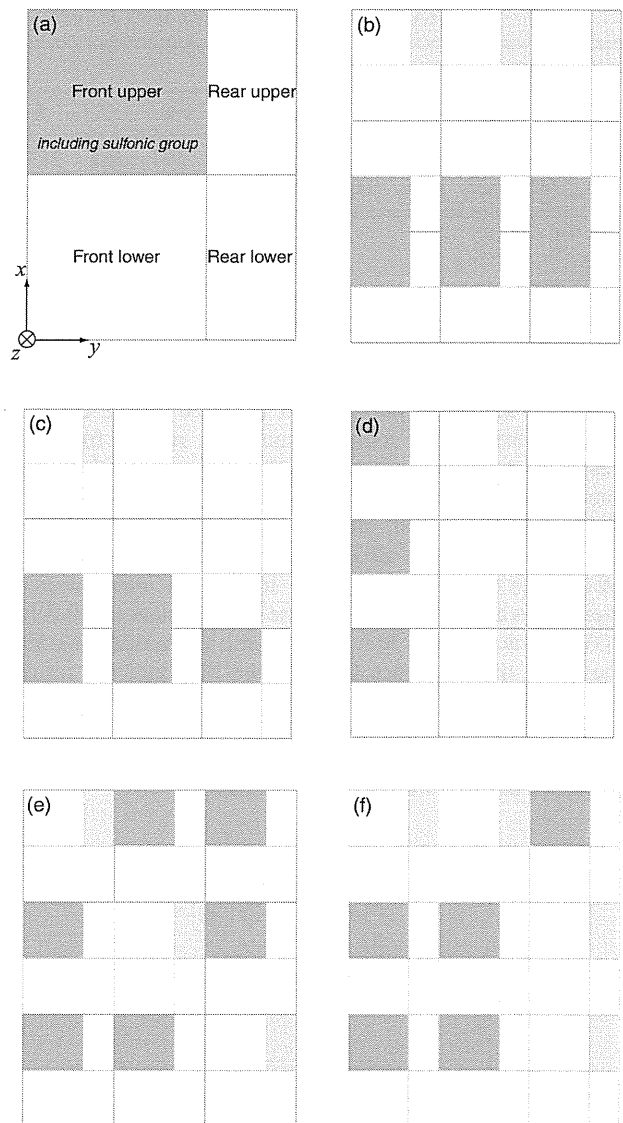 (a)
Front upper
Rear upper
including sulfonic group
Front lower
Rear lower
x
z
y
(b)
(c)
(d)
(e)
(f)